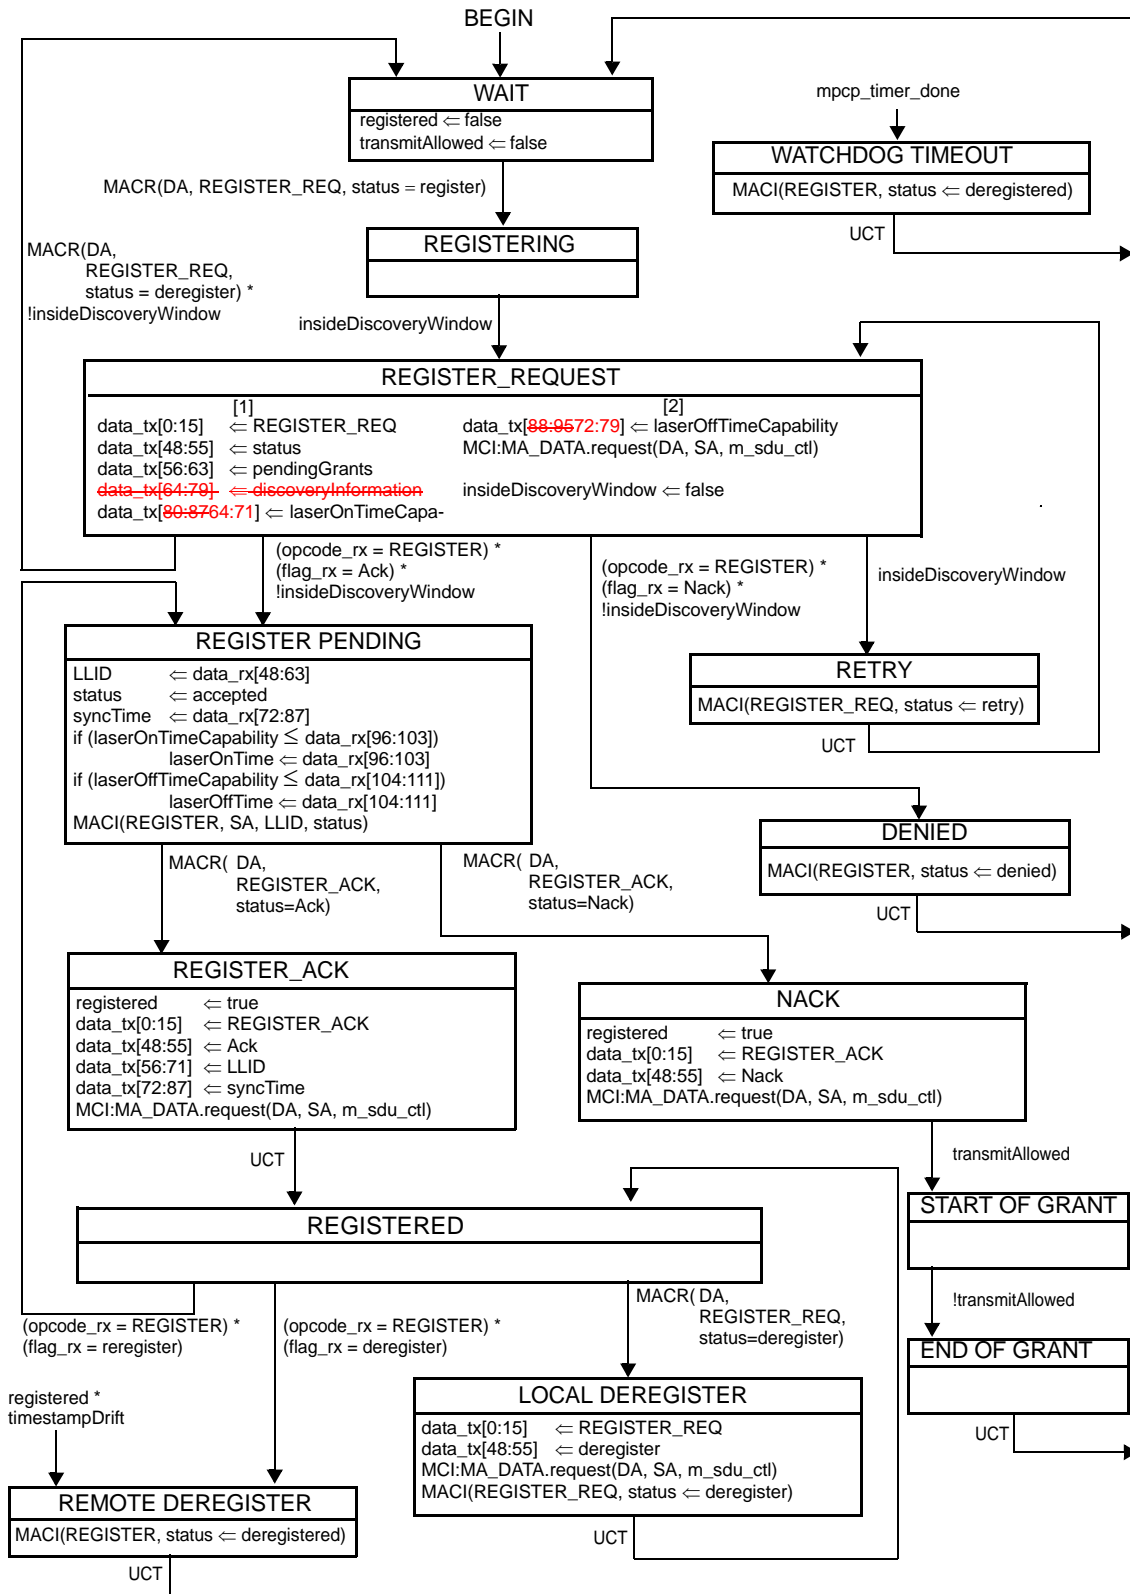 BEGIN
WAIT
registered ⇐ false
transmitAllowed ⇐ false
mpcp_timer_done
WATCHDOG TIMEOUT
MACI(REGISTER, status ⇐ deregistered)
UCT
MACR(DA, REGISTER_REQ, status = register)
REGISTERING
MACR(DA,
REGISTER_REQ,
status = deregister) *
!insideDiscoveryWindow
insideDiscoveryWindow
REGISTER_REQUEST
[1]
data_tx[0:15] ⇐ REGISTER_REQ
data_tx[48:55] ⇐ status
data_tx[56:63] ⇐ pendingGrants
data_tx[64:79] ⇐ discoveryInformation
data_tx[80:8764:71] ⇐ laserOnTimeCapa-
[2]
data_tx[88:9572:79] ⇐ laserOffTimeCapability
MCI:MA_DATA.request(DA, SA, m_sdu_ctl)
insideDiscoveryWindow ⇐ false
(opcode_rx = REGISTER) *
(flag_rx = Ack) *
!insideDiscoveryWindow
(opcode_rx = REGISTER) *
(flag_rx = Nack) *
!insideDiscoveryWindow
insideDiscoveryWindow
REGISTER PENDING
LLID ⇐ data_rx[48:63]
status ⇐ accepted
syncTime ⇐ data_rx[72:87]
if (laserOnTimeCapability ≤ data_rx[96:103])
laserOnTime ⇐ data_rx[96:103]
if (laserOffTimeCapability ≤ data_rx[104:111])
laserOffTime ⇐ data_rx[104:111]
MACI(REGISTER, SA, LLID, status)
RETRY
MACI(REGISTER_REQ, status ⇐ retry)
UCT
DENIED
MACI(REGISTER, status ⇐ denied)
UCT
MACR( DA,
REGISTER_ACK,
status=Ack)
MACR( DA,
REGISTER_ACK,
status=Nack)
REGISTER_ACK
registered ⇐ true
data_tx[0:15] ⇐ REGISTER_ACK
data_tx[48:55] ⇐ Ack
data_tx[56:71] ⇐ LLID
data_tx[72:87] ⇐ syncTime
MCI:MA_DATA.request(DA, SA, m_sdu_ctl)
UCT
NACK
registered ⇐ true
data_tx[0:15] ⇐ REGISTER_ACK
data_tx[48:55] ⇐ Nack
MCI:MA_DATA.request(DA, SA, m_sdu_ctl)
transmitAllowed
START OF GRANT
!transmitAllowed
END OF GRANT
UCT
REGISTERED
(opcode_rx = REGISTER) *
(flag_rx = reregister)
(opcode_rx = REGISTER) *
(flag_rx = deregister)
MACR( DA,
REGISTER_REQ,
status=deregister)
registered *
timestampDrift
LOCAL DEREGISTER
data_tx[0:15] ⇐ REGISTER_REQ
data_tx[48:55] ⇐ deregister
MCI:MA_DATA.request(DA, SA, m_sdu_ctl)
MACI(REGISTER_REQ, status ⇐ deregister)
UCT
REMOTE DEREGISTER
MACI(REGISTER, status ⇐ deregistered)
UCT